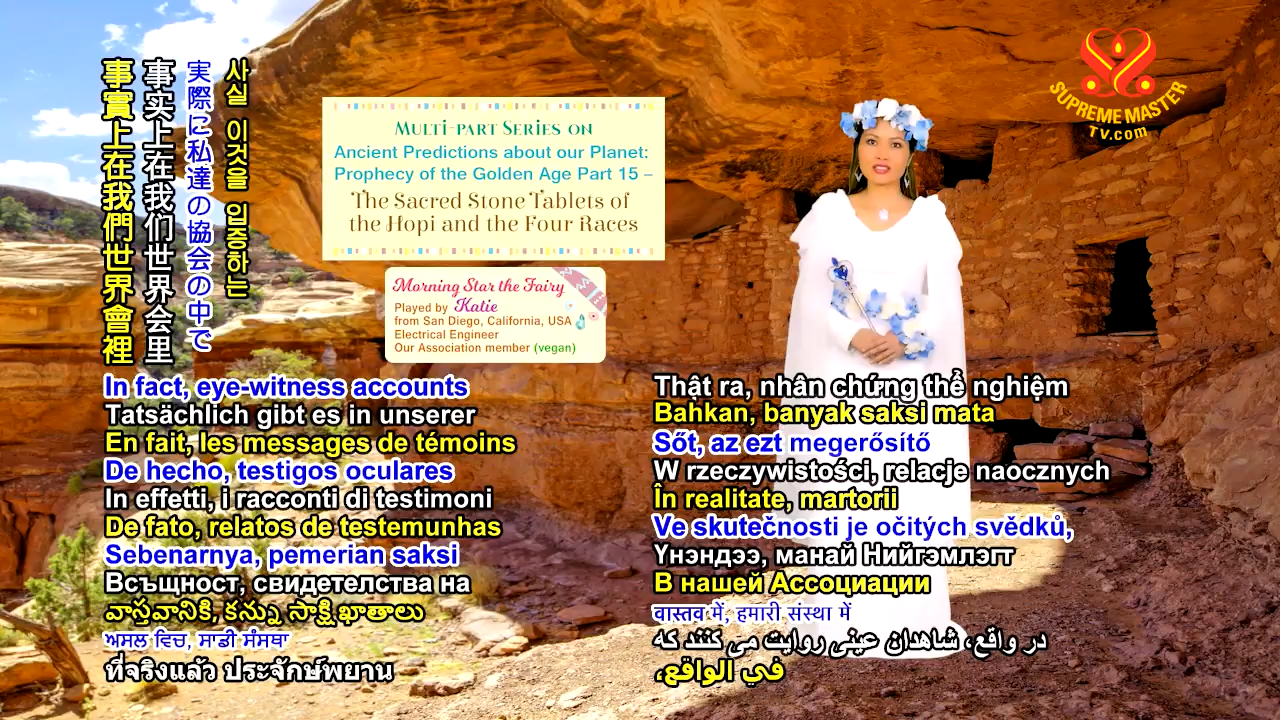 事實上在我們世界會裡
事实上在我们世界会里
実際に私達の協会の中で
사실 이것을 입증하는
MULTI-PART SERIES ON
Ancient Predictions about our Planet:
Prophecy of the Golden Age Part 15 –
The Sacred Stone Tablets of
the Hopi and the Four Races
SUPREME MASTER
TV.com
Morning Star the Fairy
Played by Katie
from San Diego, California, USA
Electrical Engineer
Our Association member (vegan)
In fact, eye-witness accounts
Tatsächlich gibt es in unserer
En fait, les messages de témoins
De hecho, testigos oculares
In effetti, i racconti di testimoni
De fato, relatos de testemunhas
Sebenarnya, pemerian saksi
Всъщност, свидетелства на
వాస్తవానికి, కన్ను సాక్షి ఖాతాలు
ਅਸਲ ਵਿਚ, ਸਾਡੀ ਸੰਸਥਾ
ที่จริงแล้ว ประจักษ์พยาน
Thật ra, nhân chứng thể nghiệm
Bahkan, banyak saksi mata
Sőt, az ezt megerősítő
W rzeczywistości, relacje naocznych
În realitate, martorii
Ve skutečnosti je očitých svědků,
Үнэндээ, манай Нийгэмлэгт
В нашей Ассоциации
वास्तव में, हमारी संस्था में
در واقع، شاهدان عینی روایت می کنند که
في الواقع،